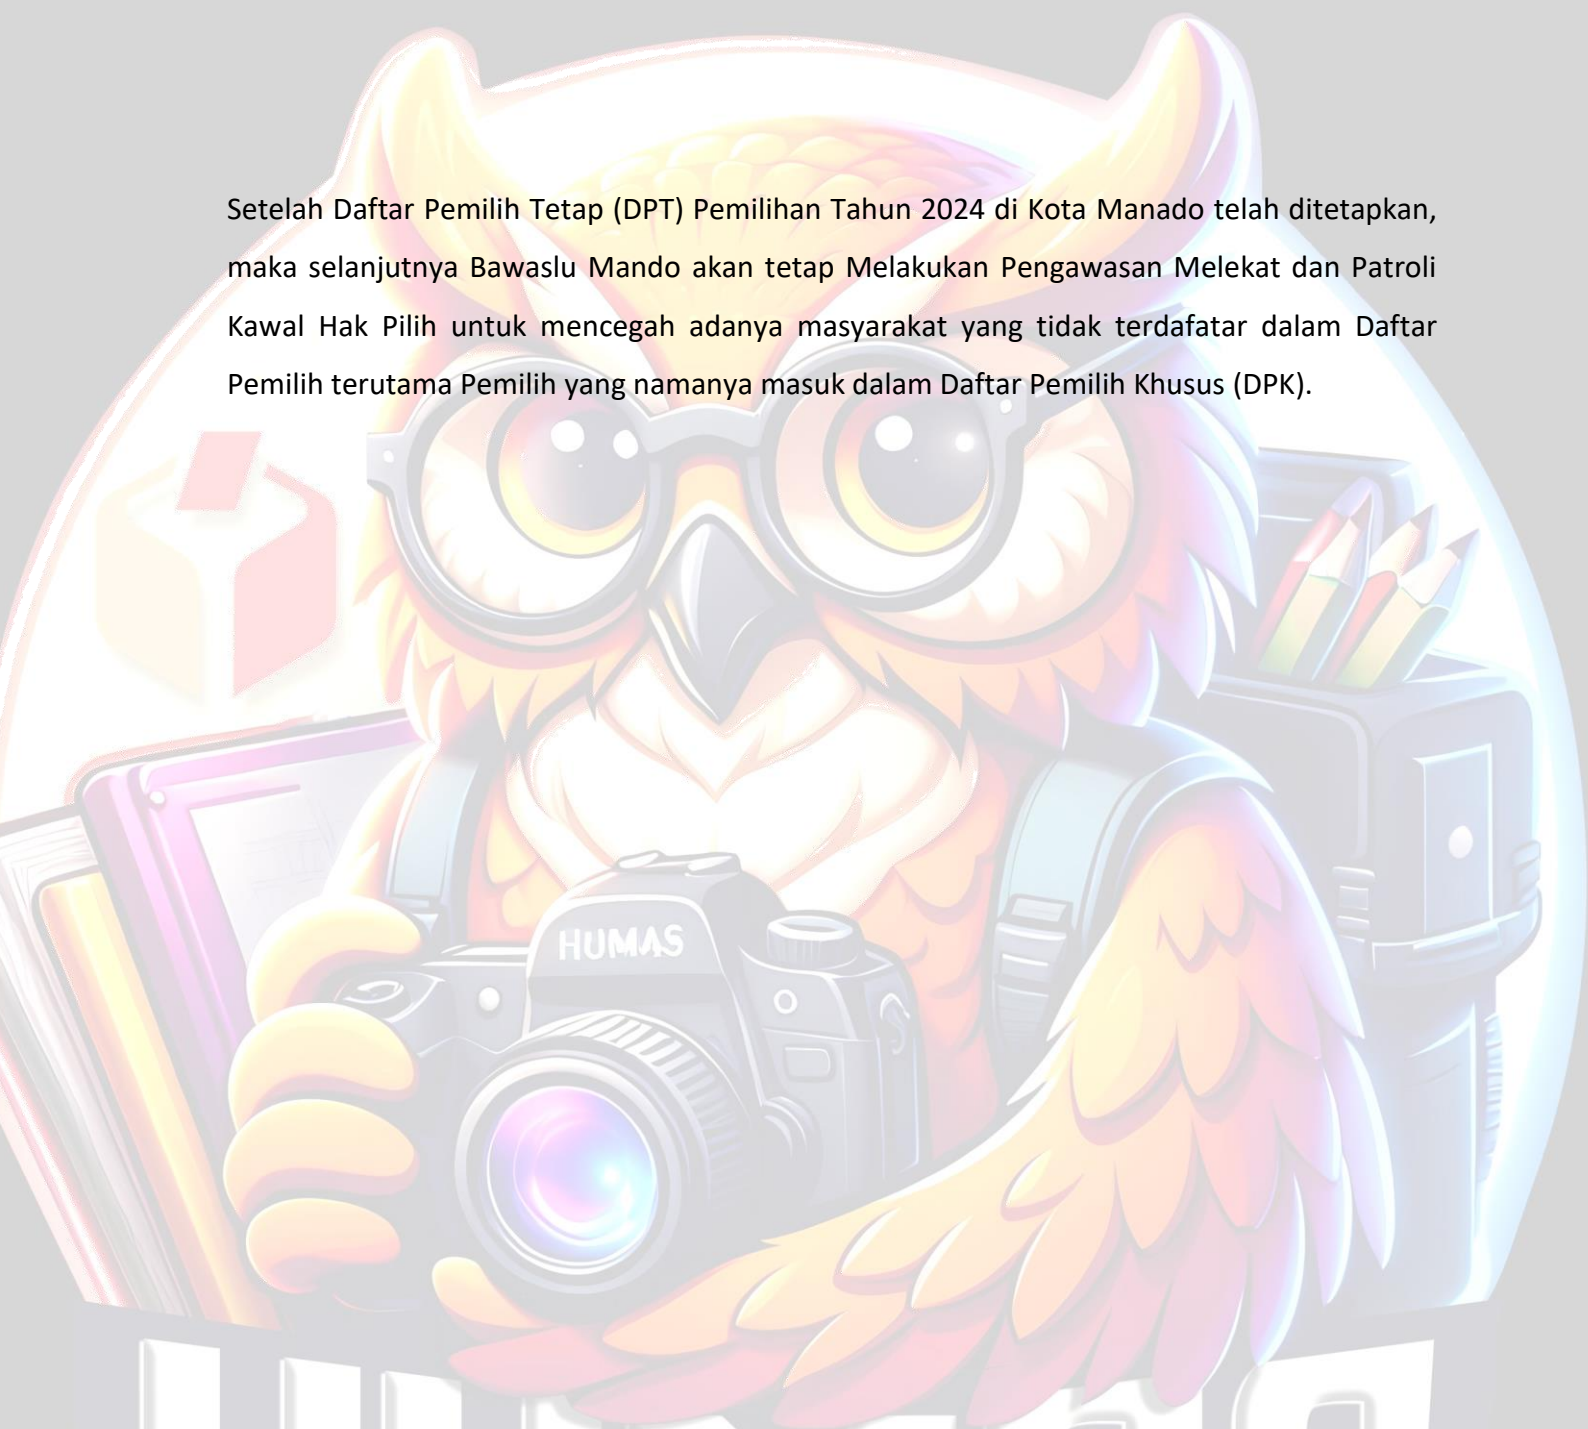 Setelah Daftar Pemilih Tetap (DPT) Pemilihan Tahun 2024 di Kota Manado telah ditetapkan,
maka selanjutnya Bawaslu Mando akan tetap Melakukan Pengawasan Melekat dan Patroli
Kawal Hak Pilih untuk mencegah adanya masyarakat yang tidak terdafatar dalam Daftar
Pemilih terutama Pemilih yang namanya masuk dalam Daftar Pemilih Khusus (DPK).
HUMAS